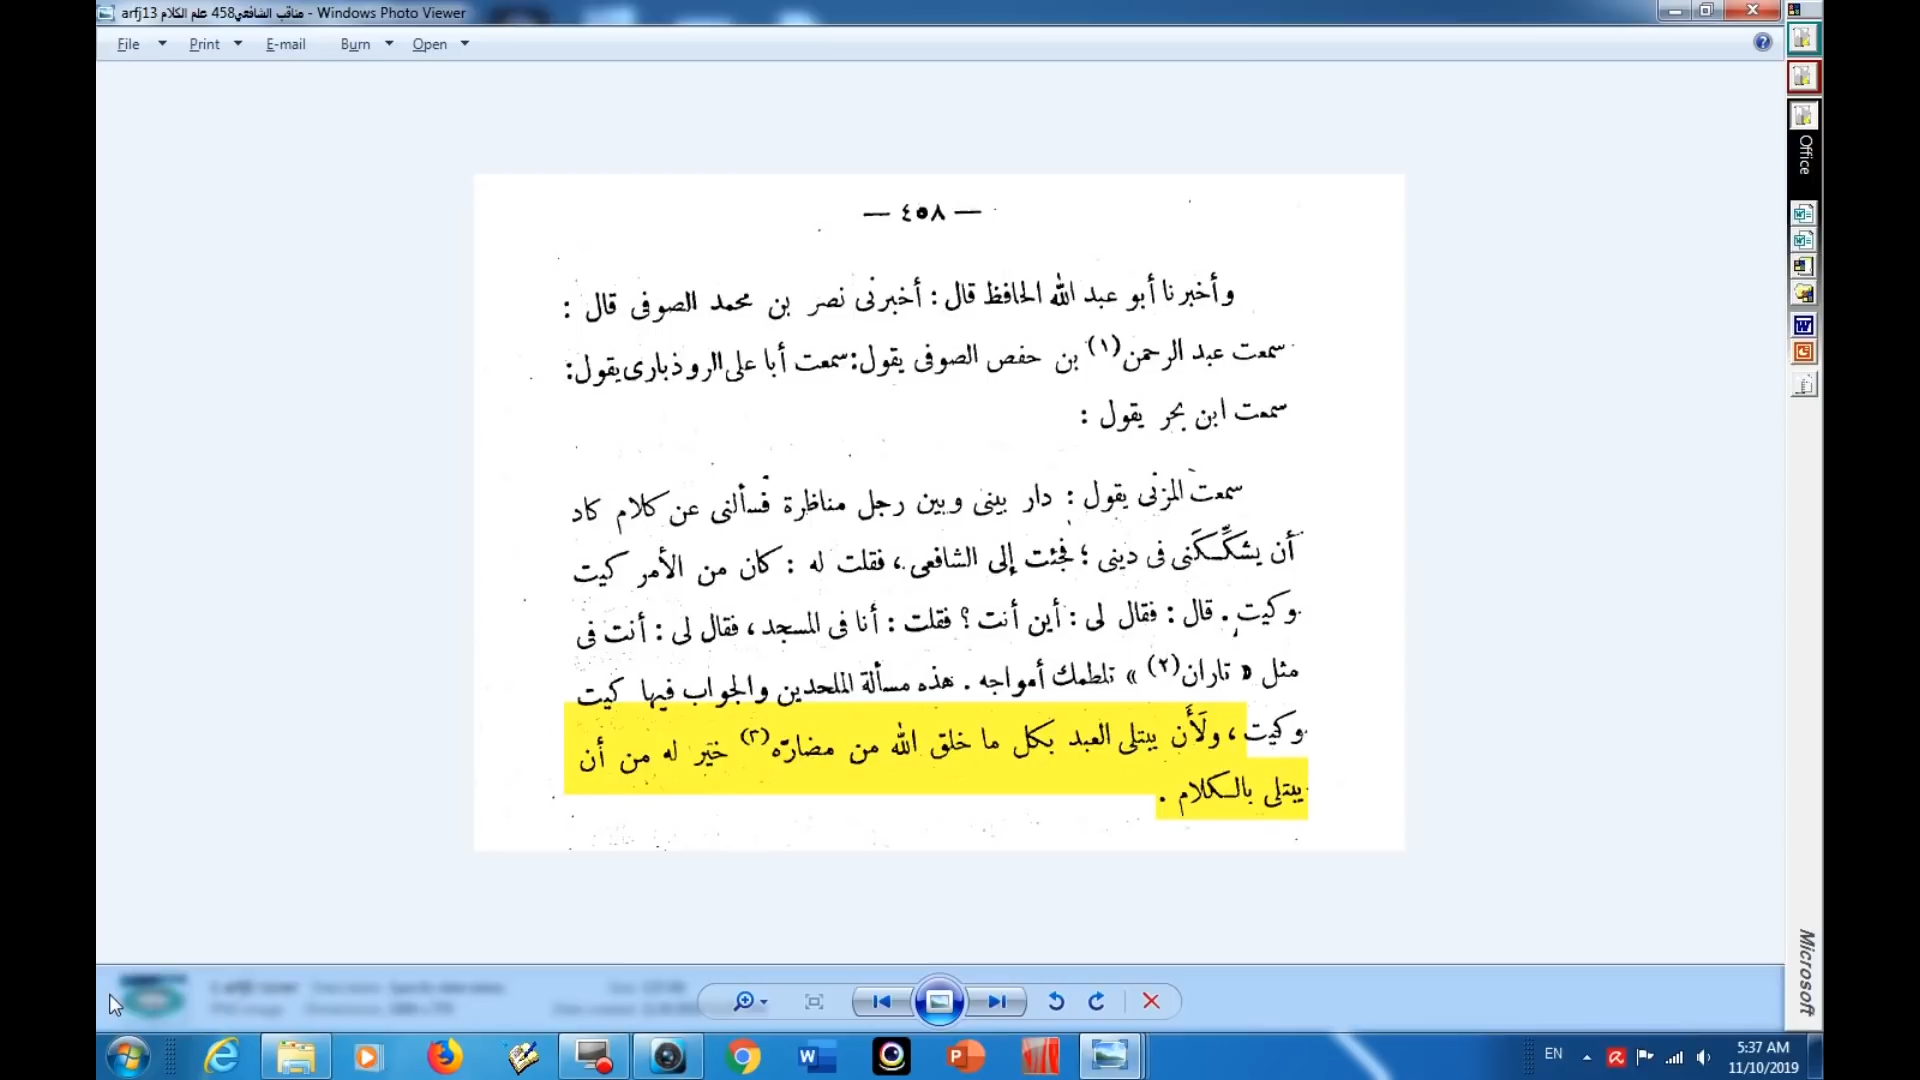 مناقب الشافعي458 علم الكلام arfj13 - Windows Photo Viewer
File Print E-mail Burn Open
Office
— ٤٥٨ —
وأخبرنا أبو عبد الله الحافظ قال : أخبرنى نصر بن محمد الصوفى قال :
سمعت عبد الرحمن(١) بن حفص الصوفى يقول: سمعت أبا على الروذبارى يقول:
سمعت ابن بحر يقول :
سمعت المزنى يقول : دار بينى وبين رجل مناظرة فسألنى عن كلام كاد
أن يشكِّكَنى فى دينى ؛ فجئت إلى الشافعى ، فقلت له : كان من الأمر كيت
وكيت . قال : فقال لى : أين أنت ؟ فقلت : أنا فى المسجد ، فقال لى : أنت فى
مثل « تاران(٢) » تلطمك أمواجه . هذه مسألة الملحدين والجواب فيها كيت
وكيت ، ولَأَن يبتلى العبد بكل ما خلق الله من مضارّه(٣) خيْر له من أن
يبتلى بالكلام .
Microsoft
EN
5:37 AM
11/10/2019